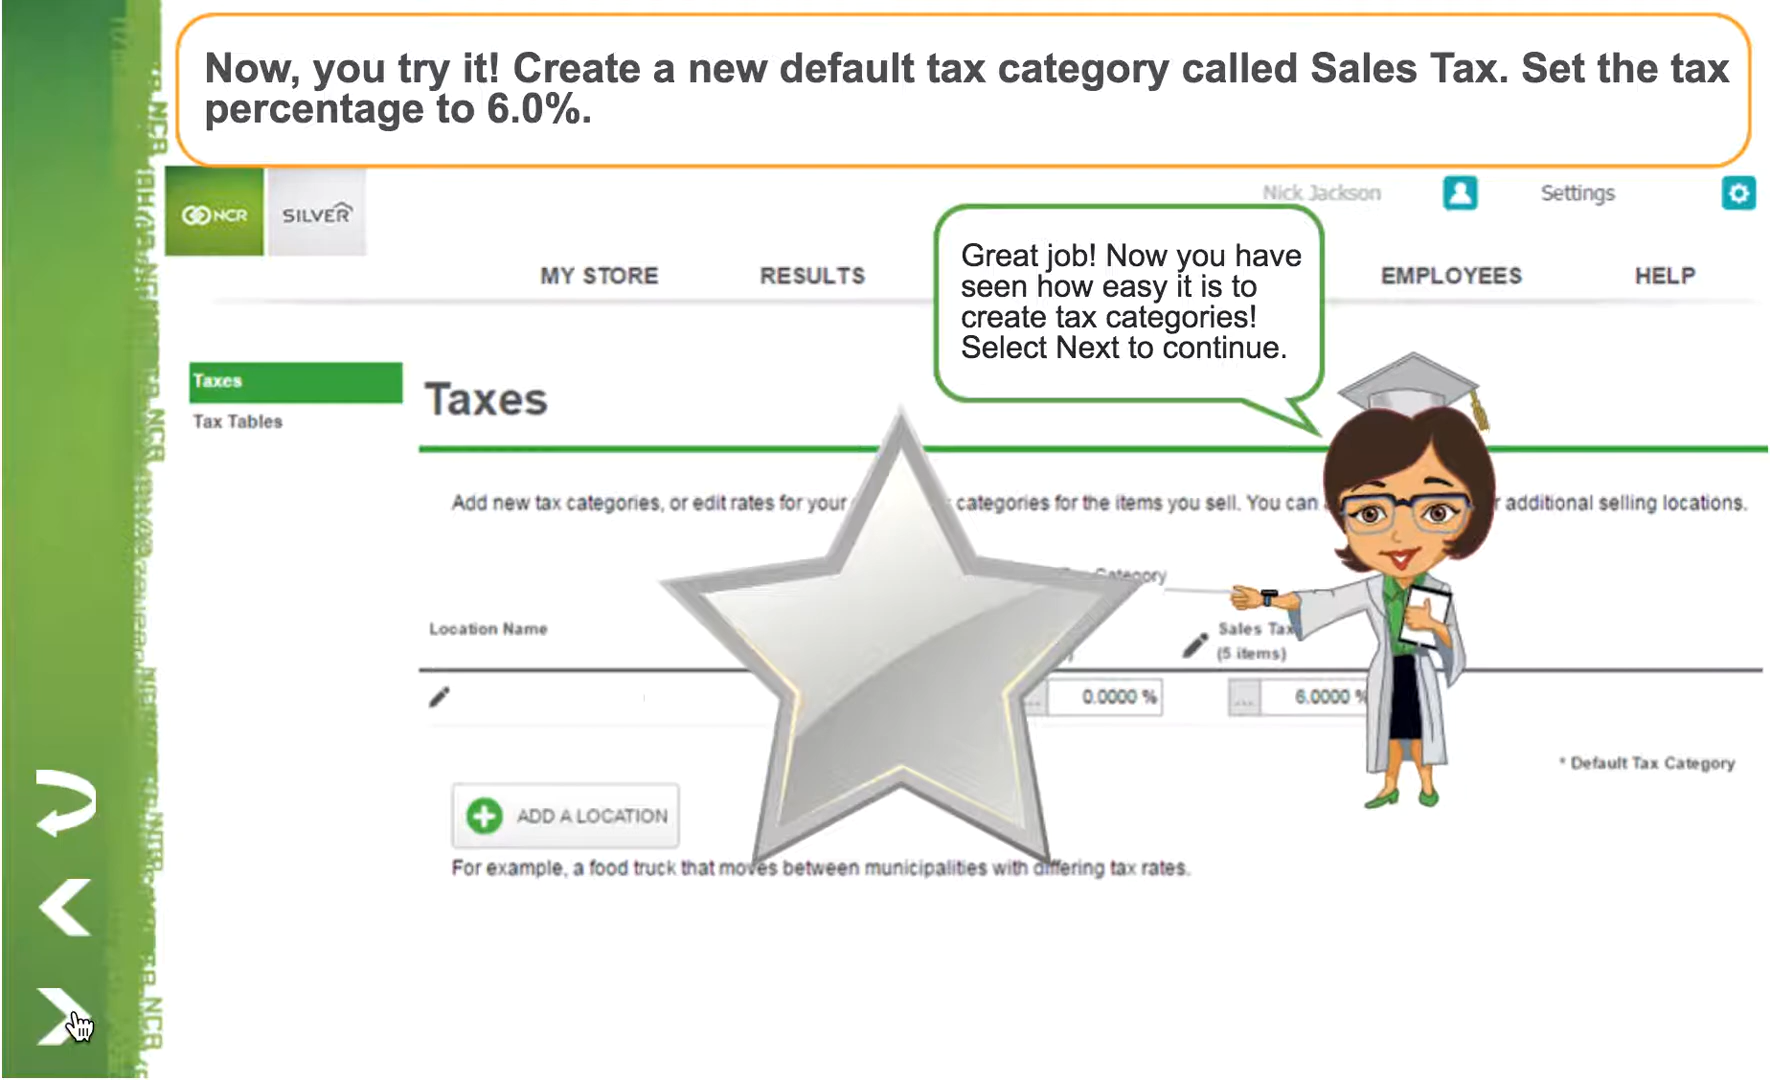 Now, you try it! Create a new default tax category called Sales Tax. Set the tax
percentage to 6.0%.
NCR
SILVER
Nick Jackson
Settings
MY STORE
RESULTS
EMPLOYEES
HELP
Great job! Now you have
seen how easy it is to
create tax categories!
Select Next to continue.
Taxes
Tax Tables
Taxes
Add new tax categories, or edit rates for your
categories for the items you sell. You can
additional selling locations.
Category
Location Name
Sales Tax
(5 items)
...
0.0000 %
...
6.0000 %
* Default Tax Category
ADD A LOCATION
For example, a food truck that moves between municipalities with differing tax rates.